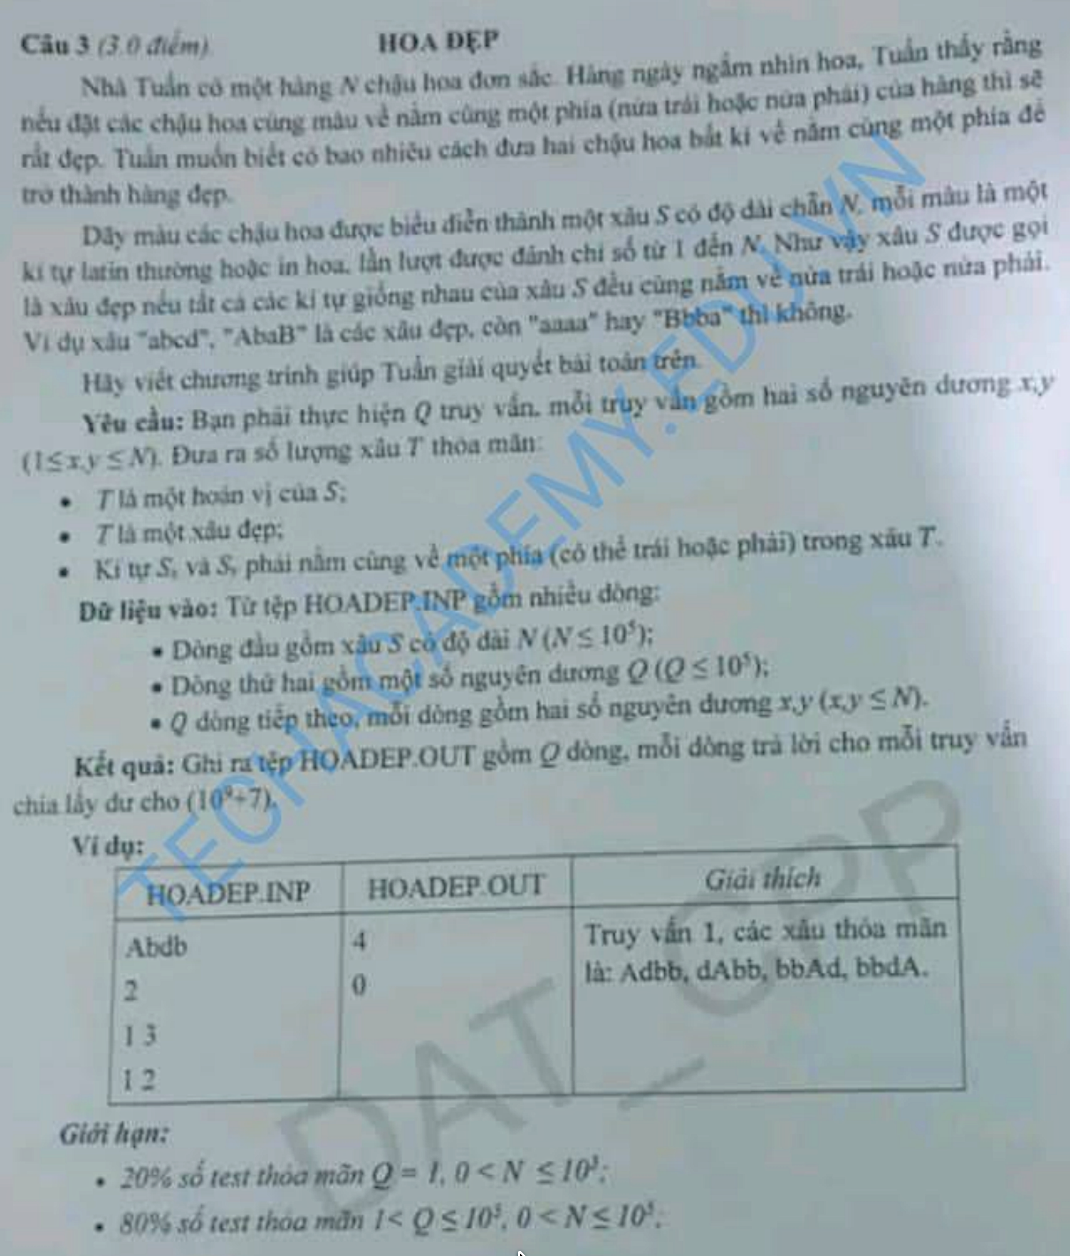 Câu 3 (3.0 điểm) HOA ĐẸP
Nhà Tuấn có một hàng N chậu hoa đơn sắc. Hàng ngày ngắm nhìn hoa, Tuấn thấy rằng
nếu đặt các chậu hoa cùng màu về nằm cùng một phía (nửa trái hoặc nửa phải) của hàng thì sẽ
rất đẹp. Tuấn muốn biết có bao nhiêu cách đưa hai chậu hoa bất kì về nằm cùng một phía để
trở thành hàng đẹp.
Dãy màu các chậu hoa được biểu diễn thành một xâu S có độ dài chẵn N, mỗi màu là một
kí tự latin thường hoặc in hoa, lần lượt được đánh chỉ số từ 1 đến N. Như vậy xâu S được gọi
là xâu đẹp nếu tất cả các kí tự giống nhau của xâu S đều cùng nằm về nửa trái hoặc nửa phải.
Ví dụ xâu "abcd", "AbaB" là các xâu đẹp, còn "aaaa" hay "Bbba" thì không.
Hãy viết chương trình giúp Tuấn giải quyết bài toán trên.
Yêu cầu: Bạn phải thực hiện Q truy vấn, mỗi truy vấn gồm hai số nguyên dương x,y
(1≤x,y ≤ N). Đưa ra số lượng xâu T thỏa mãn:
• T là một hoán vị của S;
• T là một xâu đẹp;
• Kí tự Sₓ và Sᵧ phải nằm cùng về một phía (có thể trái hoặc phải) trong xâu T.
Dữ liệu vào: Từ tệp HOADEP.INP gồm nhiều dòng:
• Dòng đầu gồm xâu S có độ dài N (N ≤ 10⁵);
• Dòng thứ hai gồm một số nguyên dương Q (Q ≤ 10⁵);
• Q dòng tiếp theo, mỗi dòng gồm hai số nguyên dương x,y (x,y ≤ N).
Kết quả: Ghi ra tệp HOADEP.OUT gồm Q dòng, mỗi dòng trả lời cho mỗi truy vấn
chia lấy dư cho (10⁹+7).
Ví dụ:
HOADEP.INP HOADEP.OUT Giải thích
Abdb 4 Truy vấn 1, các xâu thỏa mãn
2 0 là: Adbb, dAbb, bbAd, bbdA.
1 3
1 2
Giới hạn:
• 20% số test thỏa mãn Q = 1, 0 < N ≤ 10³;
• 80% số test thỏa mãn 1< Q ≤ 10⁵, 0 < N ≤ 10⁵.
TECHACADEMY.EDU.VN
DAT_CPP